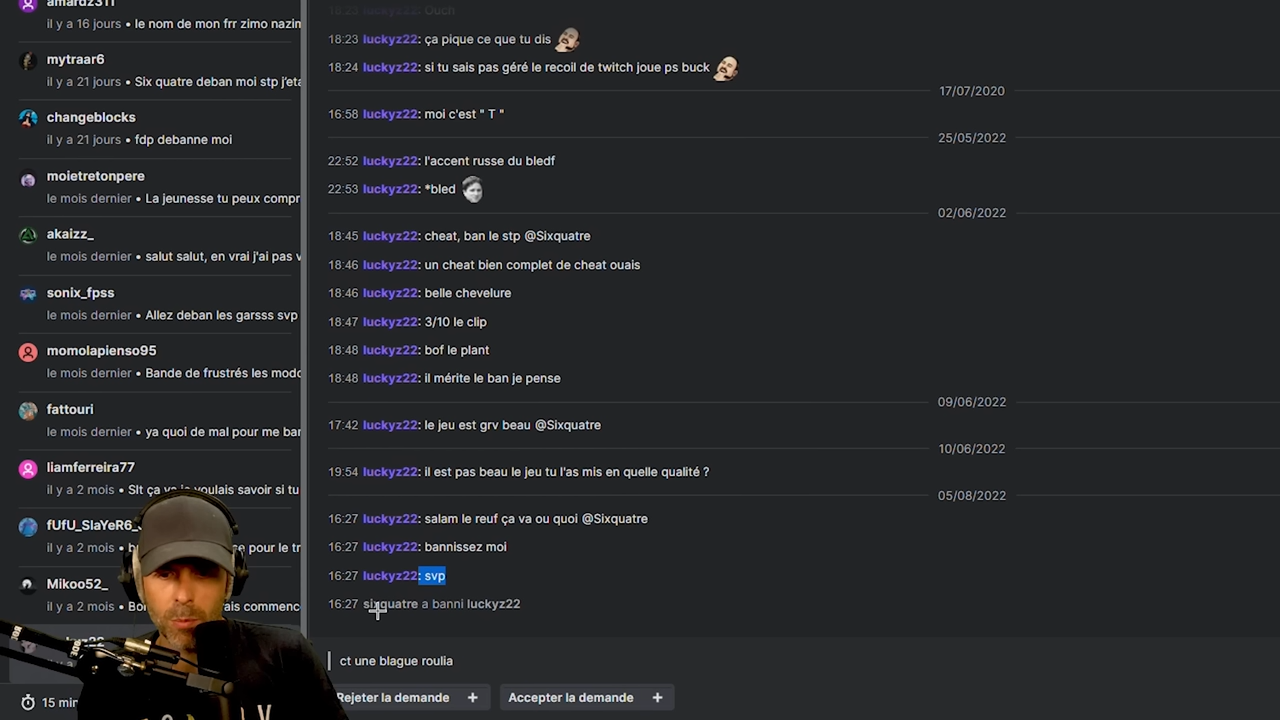 amardz311
il y a 16 jours • le nom de mon frr zimo nazim
mytraar6
il y a 21 jours • Six quatre deban moi stp j'éta
changeblocks
il y a 21 jours • fdp debanne moi
moietretonpere
le mois dernier • La jeunesse tu peux compr
akaizz_
le mois dernier • salut salut, en vrai j'ai pas v
sonix_fpss
le mois dernier • Allez deban les garsss svp
momolapienso95
le mois dernier • Bande de frustrés les modo
fattouri
le mois dernier • ya quoi de mal pour me bar
liamferreira77
il y a 2 mois • Slt ça va je voulais savoir si tu
fUfU_SlaYeR6_
il y a 2 mois • pour le tr
Mikoo52_
il y a 2 mois • commenc
15 min
18:23 luckyz22: Ouch
18:23 luckyz22: ça pique ce que tu dis
18:24 luckyz22: si tu sais pas géré le recoil de twitch joue ps buck
17/07/2020
16:58 luckyz22: moi c'est " T "
25/05/2022
22:52 luckyz22: l'accent russe du bledf
22:53 luckyz22: *bled
02/06/2022
18:45 luckyz22: cheat, ban le stp @Sixquatre
18:46 luckyz22: un cheat bien complet de cheat ouais
18:46 luckyz22: belle chevelure
18:47 luckyz22: 3/10 le clip
18:48 luckyz22: bof le plant
18:48 luckyz22: il mérite le ban je pense
09/06/2022
17:42 luckyz22: le jeu est grv beau @Sixquatre
10/06/2022
19:54 luckyz22: il est pas beau le jeu tu l'as mis en quelle qualité ?
05/08/2022
16:27 luckyz22: salam le reuf ça va ou quoi @Sixquatre
16:27 luckyz22: bannissez moi
16:27 luckyz22: svp
16:27 sixquatre a banni luckyz22
ct une blague roulia
Rejeter la demande +
Accepter la demande +